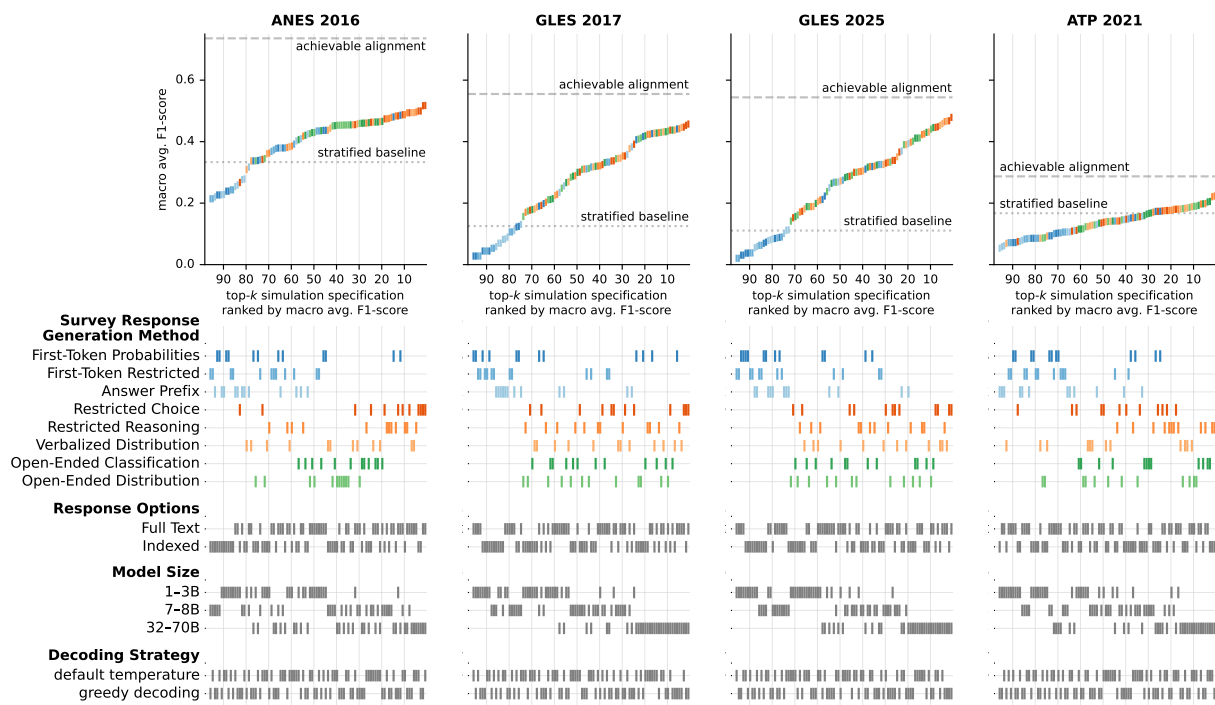 ANES 2016
GLES 2017
GLES 2025
ATP 2021
macro avg. F1-score
0.6
0.4
0.2
0.0
achievable alignment
stratified baseline
achievable alignment
stratified baseline
achievable alignment
stratified baseline
achievable alignment
stratified baseline
90 80 70 60 50 40 30 20 10
90 80 70 60 50 40 30 20 10
90 80 70 60 50 40 30 20 10
90 80 70 60 50 40 30 20 10
top-k simulation specification
ranked by macro avg. F1-score
top-k simulation specification
ranked by macro avg. F1-score
top-k simulation specification
ranked by macro avg. F1-score
top-k simulation specification
ranked by macro avg. F1-score
Survey Response
Generation Method
First-Token Probabilities
First-Token Restricted
Answer Prefix
Restricted Choice
Restricted Reasoning
Verbalized Distribution
Open-Ended Classification
Open-Ended Distribution
Response Options
Full Text
Indexed
Model Size
1–3B
7–8B
32–70B
Decoding Strategy
default temperature
greedy decoding